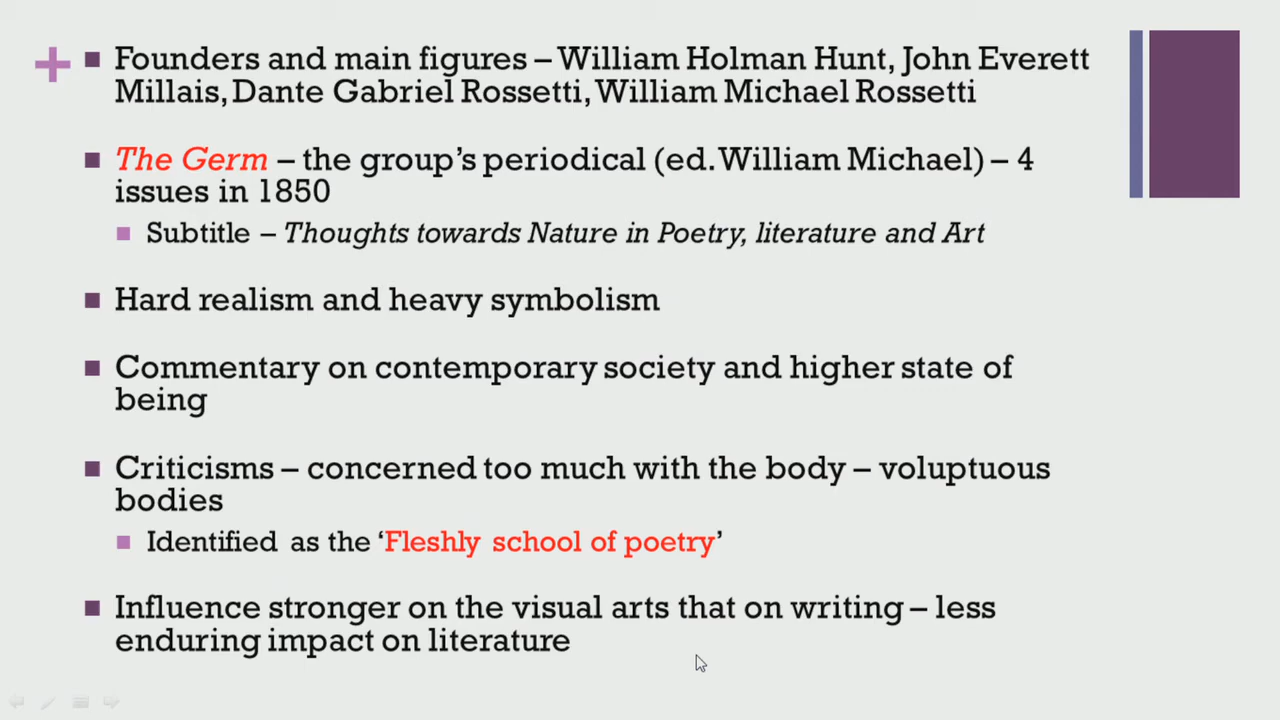 Founders and main figures – William Holman Hunt, John Everett
Millais, Dante Gabriel Rossetti, William Michael Rossetti
The Germ – the group's periodical (ed. William Michael) – 4
issues in 1850
Subtitle – Thoughts towards Nature in Poetry, literature and Art
Hard realism and heavy symbolism
Commentary on contemporary society and higher state of
being
Criticisms – concerned too much with the body – voluptuous
bodies
Identified as the ‘Fleshly school of poetry’
Influence stronger on the visual arts that on writing – less
enduring impact on literature